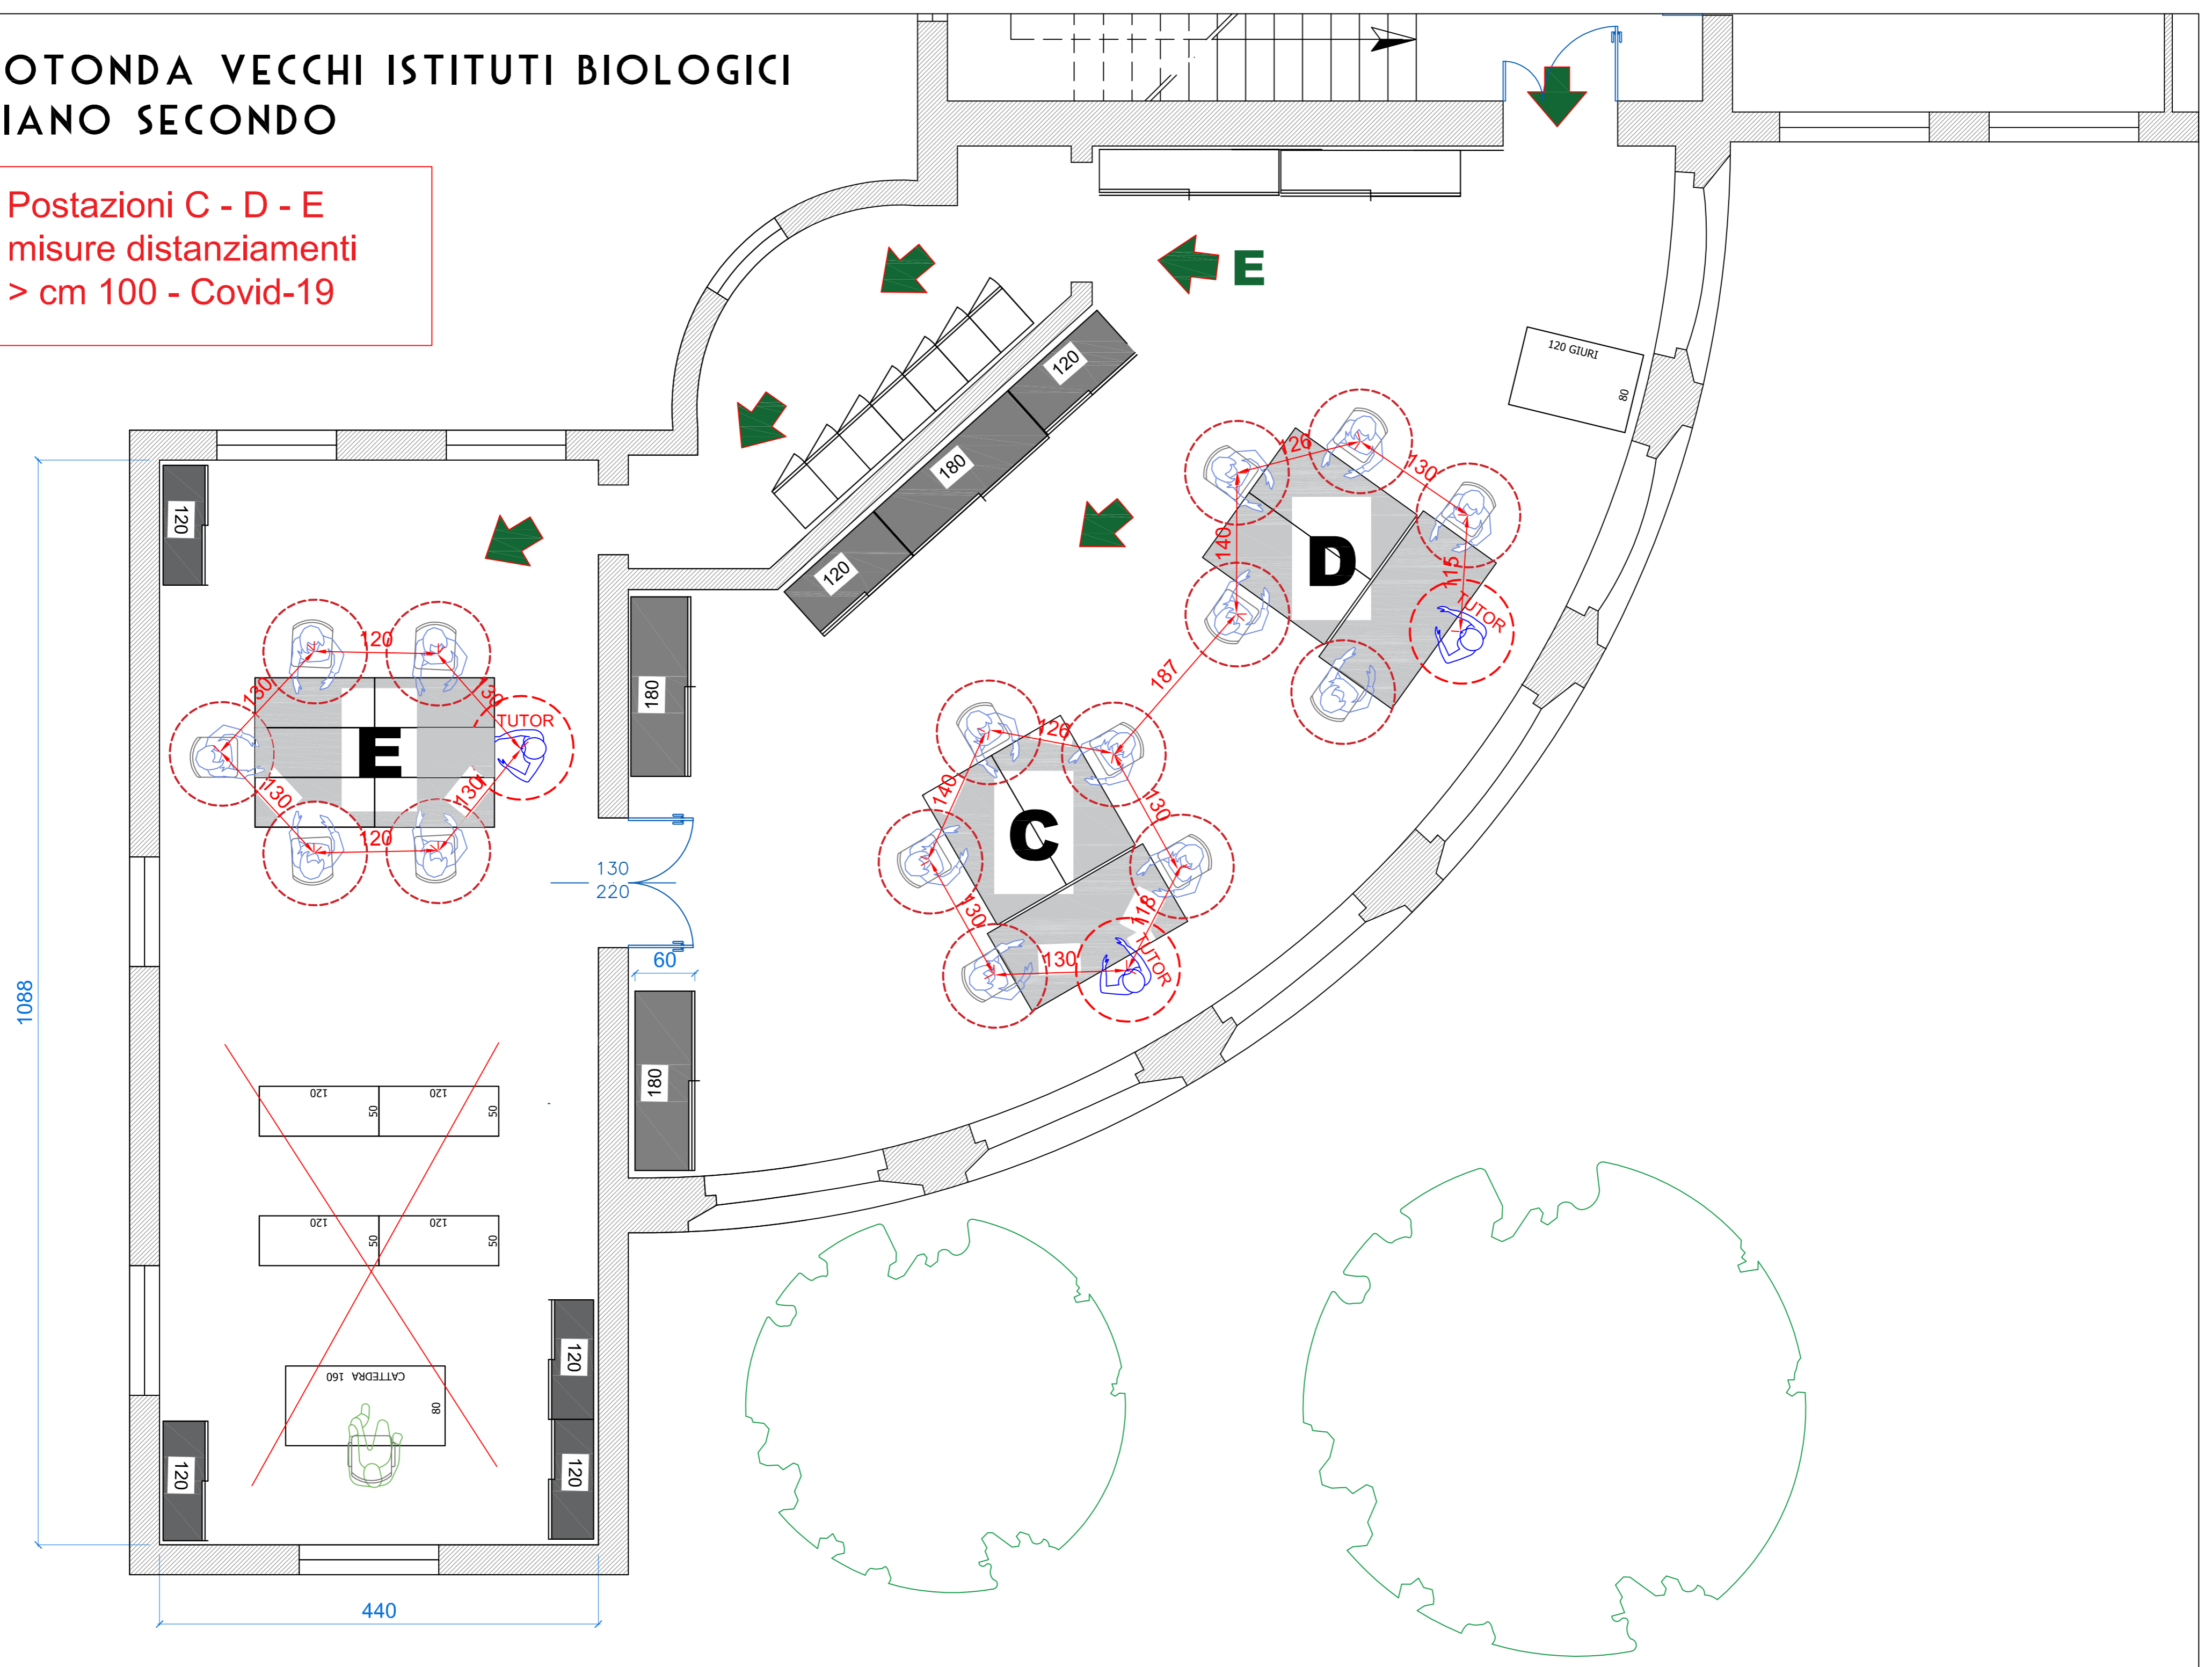 OTONDA VECCHI ISTITUTI BIOLOGICI
IANO SECONDO
Postazioni C - D - E
misure distanziamenti
> cm 100 - Covid-19
E
120 GIURI
80
120
180
120
126
130
140
115
D
TUTOR
187
120
120
130
130
TUTOR
E
130
130
120
180
130
220
126
140
130
C
118
130
130
TUTOR
60
180
1088
120
120
50
50
120
120
50
50
CATTEDRA 160
80
120
120
120
440